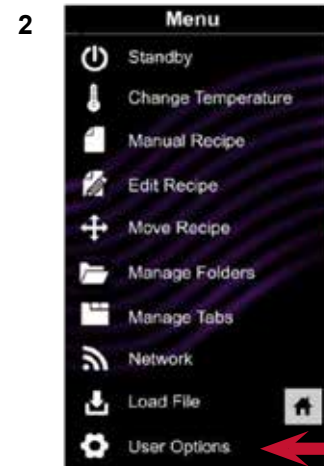 2
Menu
Standby
Change Temperature
Manual Recipe
Edit Recipe
Move Recipe
Manage Folders
Manage Tabs
Network
Load File
User Options